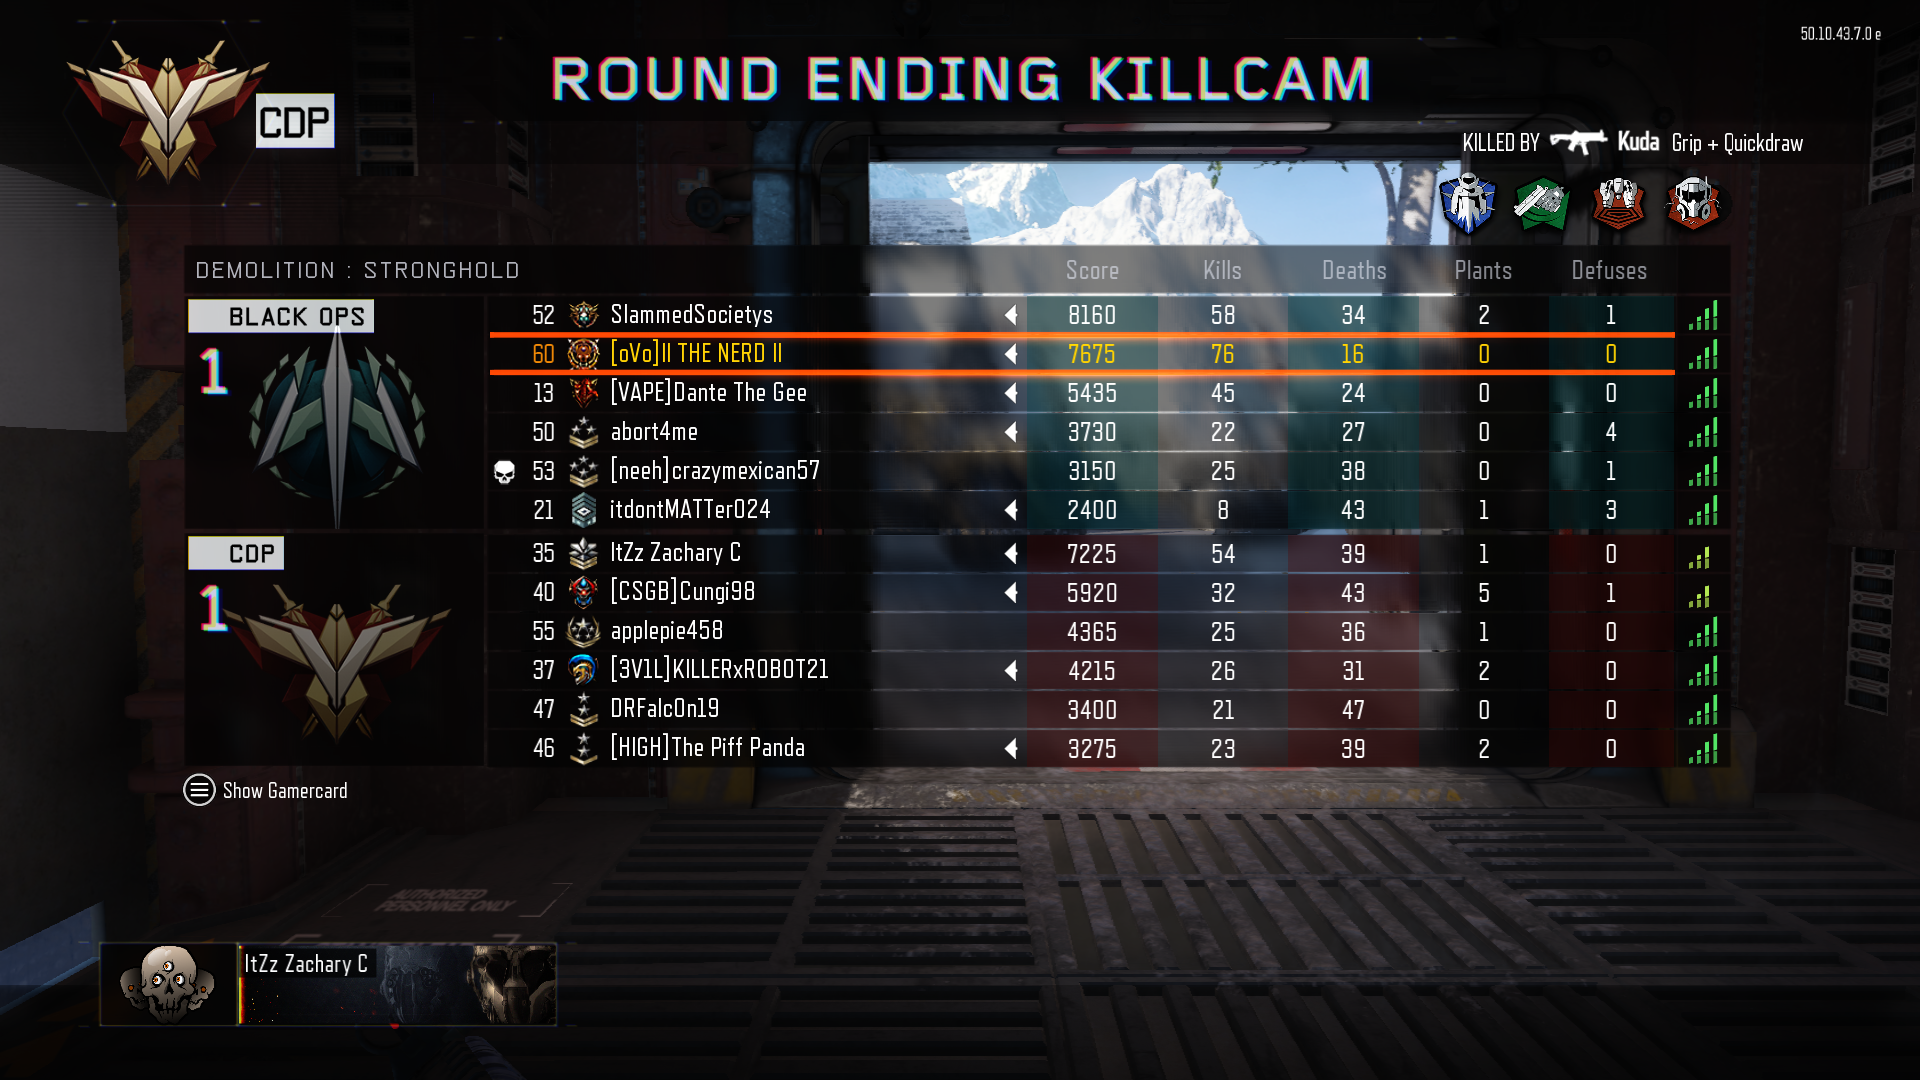 50.10.43.7.0 e
ROUND ENDING KILLCAM
CDP
KILLED BY Kuda Grip + Quickdraw
DEMOLITION : STRONGHOLD Score Kills Deaths Plants Defuses
BLACK OPS
1
52 SlammedSocietys 8160 58 34 2 1
60 [oVo]II THE NERD II 7675 76 16 0 0
13 [VAPE]Dante The Gee 5435 45 24 0 0
50 abort4me 3730 22 27 0 4
53 [neeh]crazymexican57 3150 25 38 0 1
21 itdontMATTer024 2400 8 43 1 3
CDP
1
35 ItZz Zachary C 7225 54 39 1 0
40 [CSGB]Cungi98 5920 32 43 5 1
55 applepie458 4365 25 36 1 0
37 [3V1L]KILLERxROBOT21 4215 26 31 2 0
47 DRFalc0n19 3400 21 47 0 0
46 [HIGH]The Piff Panda 3275 23 39 2 0
Show Gamercard
AUTHORIZED
PERSONNEL ONLY
ItZz Zachary C